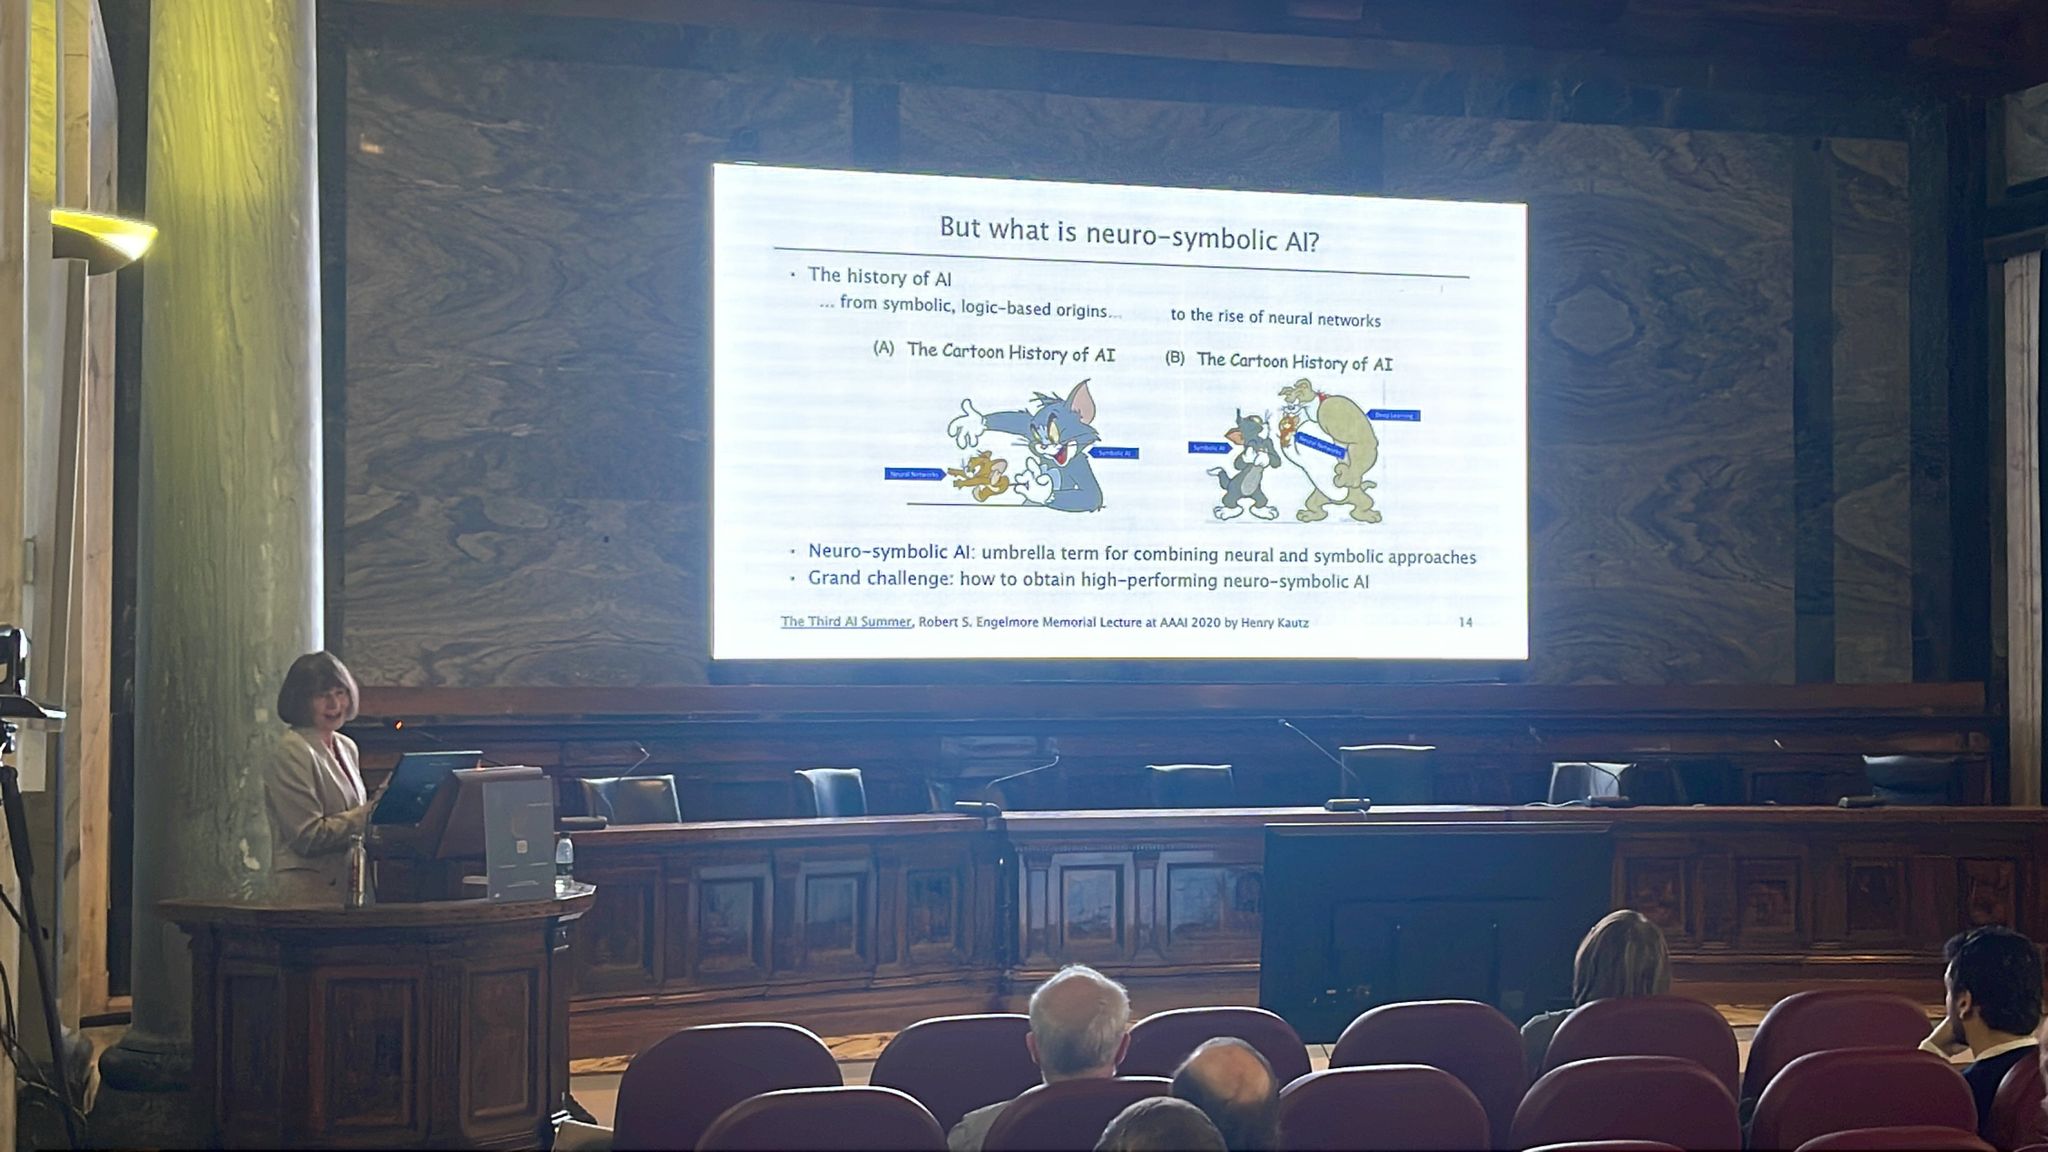 But what is neuro-symbolic AI?
• The history of AI
... from symbolic, logic-based origins...
to the rise of neural networks
(A) The Cartoon History of AI
(B) The Cartoon History of AI
Neural Networks
Symbolic AI
Symbolic AI
Neural Networks
Deep Learning
• Neuro-symbolic AI: umbrella term for combining neural and symbolic approaches
• Grand challenge: how to obtain high-performing neuro-symbolic AI
The Third AI Summer, Robert S. Engelmore Memorial Lecture at AAAI 2020 by Henry Kautz
14